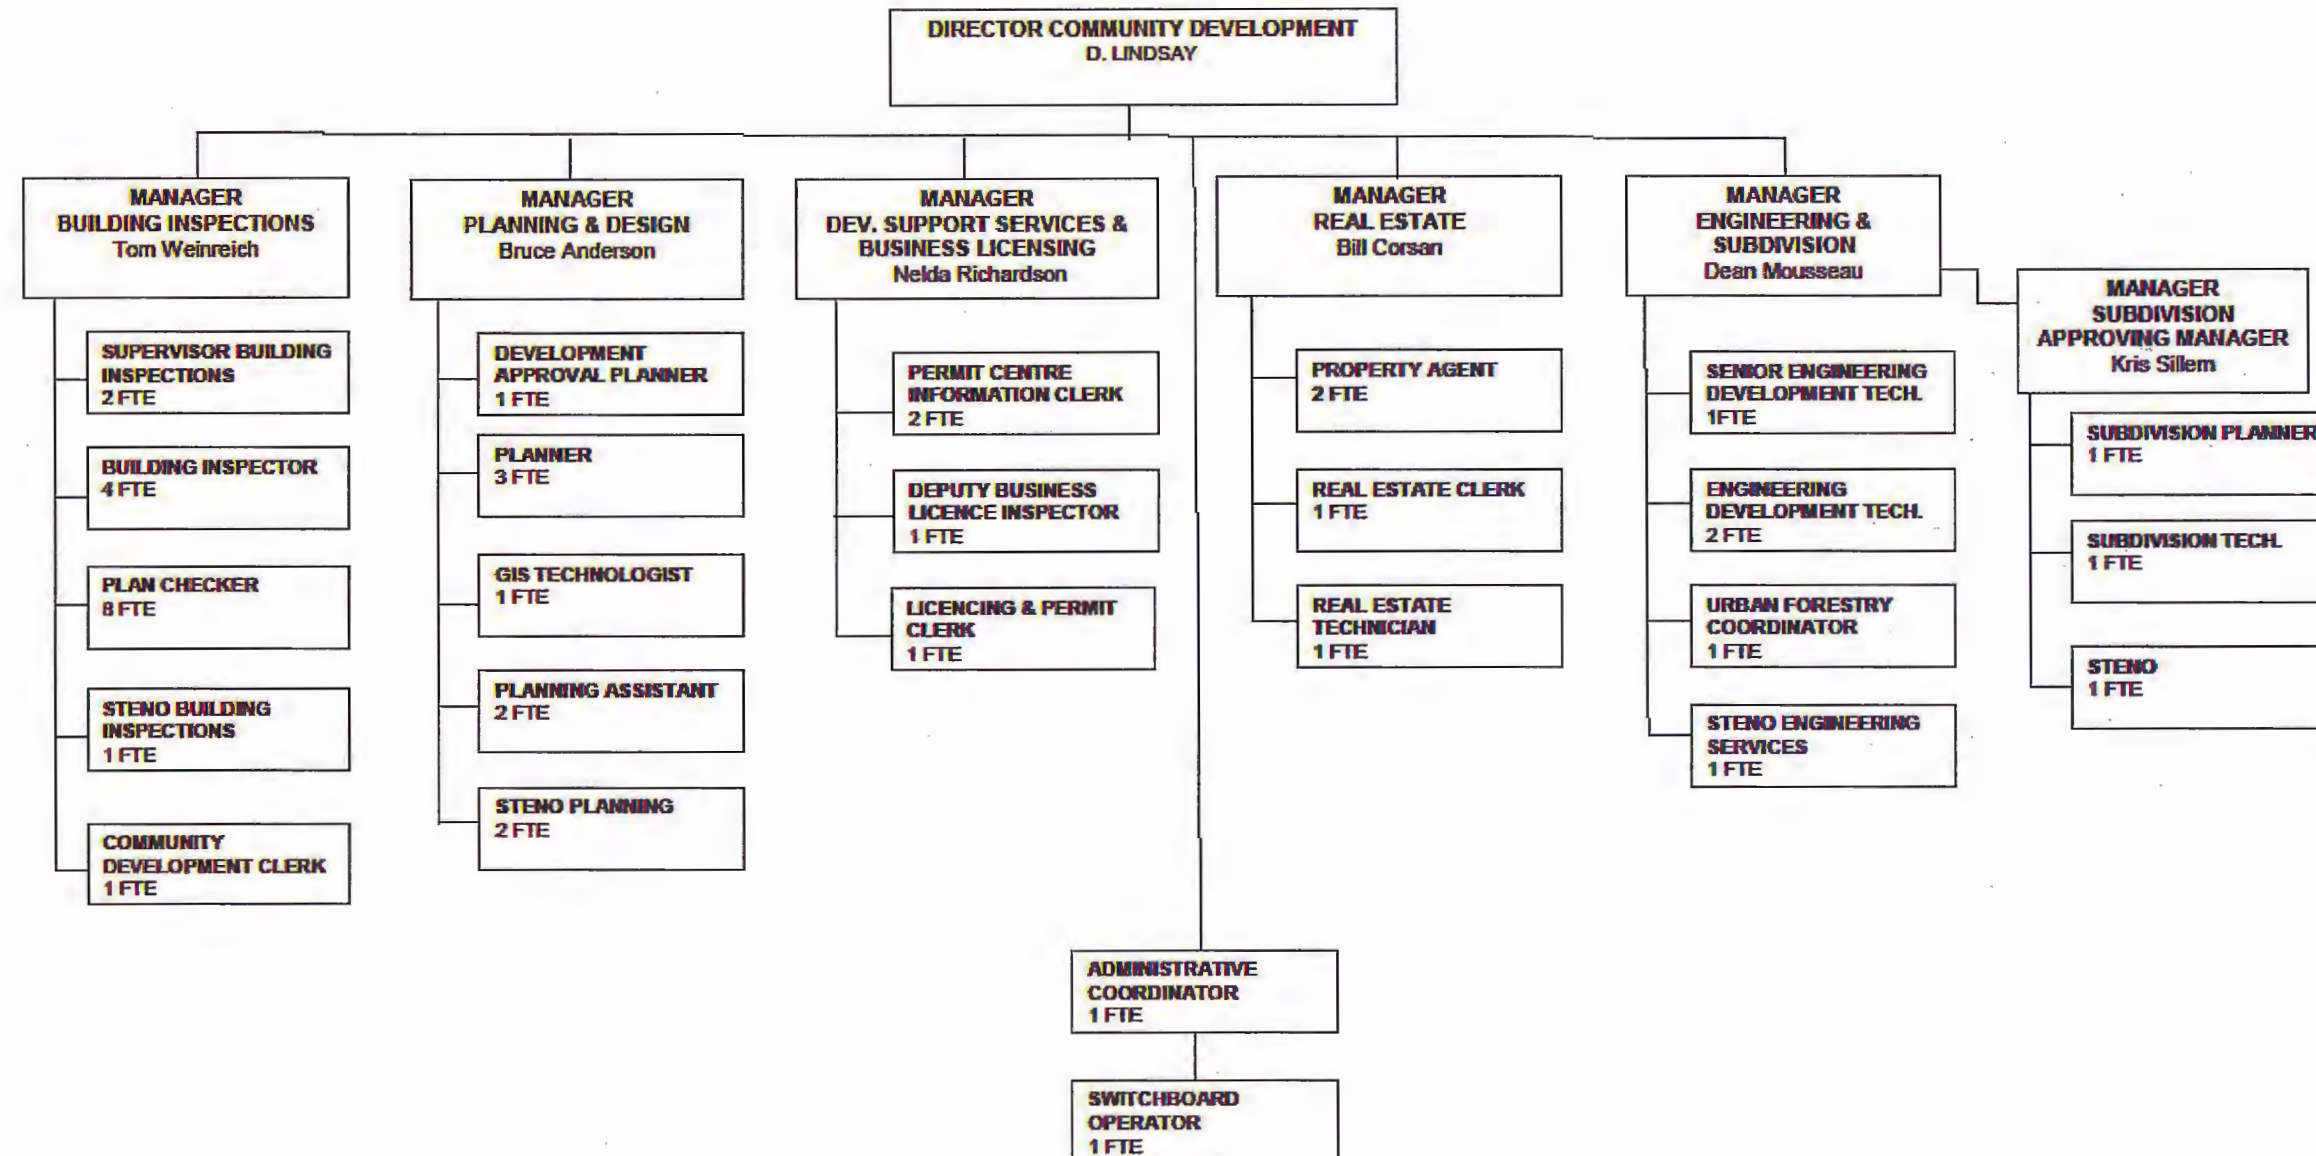 DIRECTOR COMMUNITY DEVELOPMENT
D. LINDSAY
MANAGER
BUILDING INSPECTIONS
Tom Weinreich
SUPERVISOR BUILDING
INSPECTIONS
2 FTE
BUILDING INSPECTOR
4 FTE
PLAN CHECKER
8 FTE
STENO BUILDING
INSPECTIONS
1 FTE
COMMUNITY
DEVELOPMENT CLERK
1 FTE
MANAGER
PLANNING & DESIGN
Bruce Anderson
DEVELOPMENT
APPROVAL PLANNER
1 FTE
PLANNER
3 FTE
GIS TECHNOLOGIST
1 FTE
PLANNING ASSISTANT
2 FTE
STENO PLANNING
2 FTE
MANAGER
DEV. SUPPORT SERVICES &
BUSINESS LICENSING
Nelda Richardson
PERMIT CENTRE
INFORMATION CLERK
2 FTE
DEPUTY BUSINESS
LICENCE INSPECTOR
1 FTE
LICENCING & PERMIT
CLERK
1 FTE
MANAGER
REAL ESTATE
Bill Corsan
PROPERTY AGENT
2 FTE
REAL ESTATE CLERK
1 FTE
REAL ESTATE
TECHNICIAN
1 FTE
MANAGER
ENGINEERING &
SUBDIVISION
Dean Mousseau
SENIOR ENGINEERING
DEVELOPMENT TECH.
1FTE
ENGINEERING
DEVELOPMENT TECH.
2 FTE
URBAN FORESTRY
COORDINATOR
1 FTE
STENO ENGINEERING
SERVICES
1 FTE
MANAGER
SUBDIVISION
APPROVING MANAGER
Kris Sillem
SUBDIVISION PLANNER
1 FTE
SUBDIVISION TECH.
1 FTE
STENO
1 FTE
ADMINISTRATIVE
COORDINATOR
1 FTE
SWITCHBOARD
OPERATOR
1 FTE